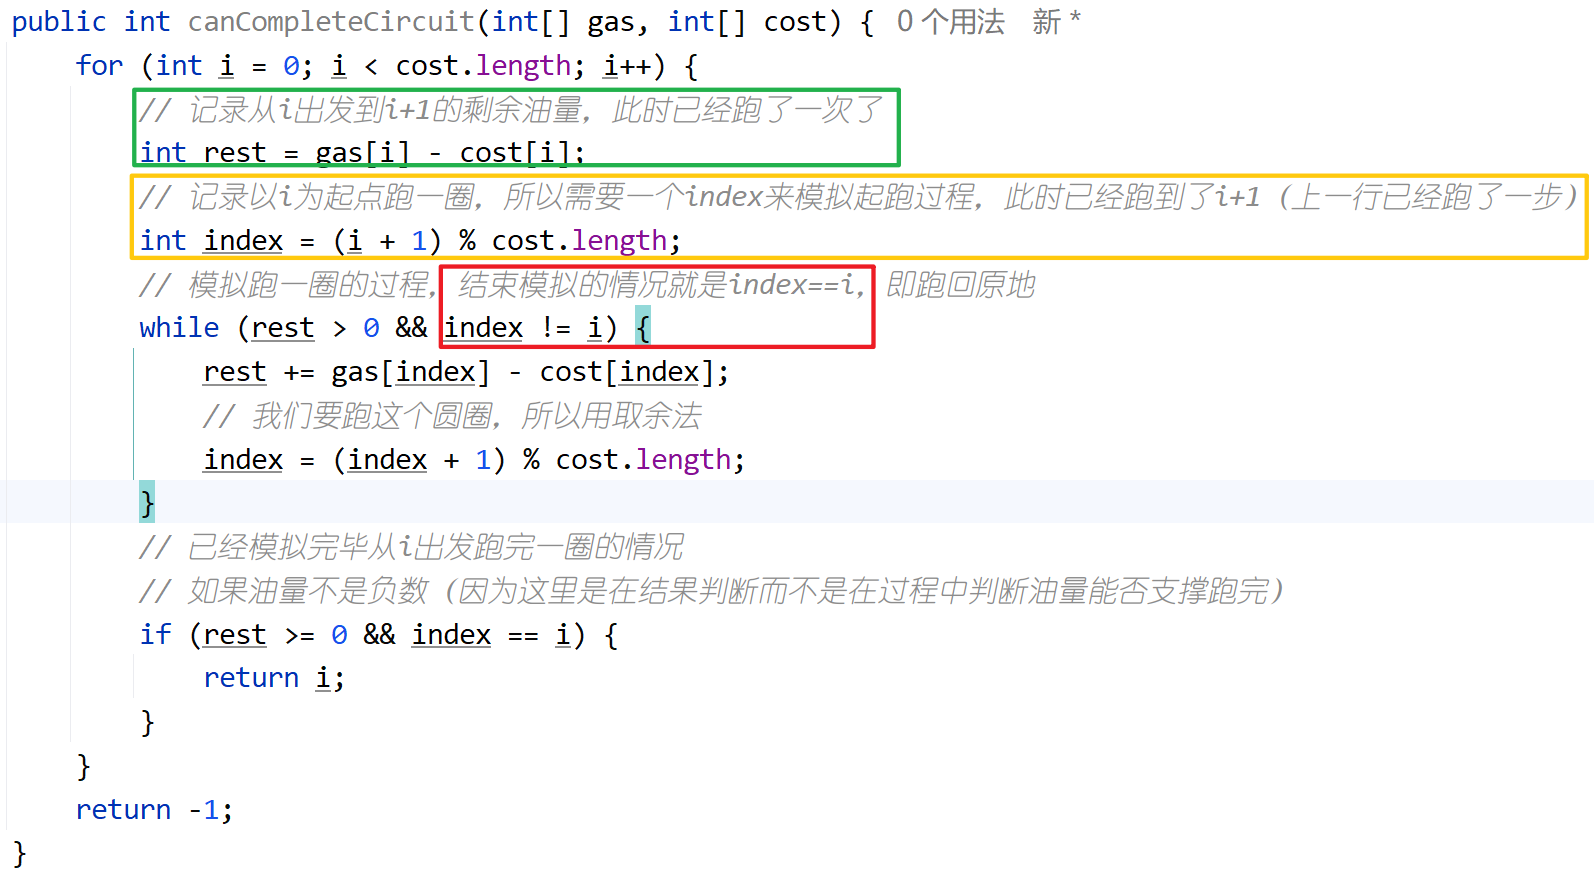 public int canCompleteCircuit(int[] gas, int[] cost) { 0 个用法 新 *
for (int i = 0; i < cost.length; i++) {
// 记录从i出发到i+1的剩余油量，此时已经跑了一次了
int rest = gas[i] - cost[i];
// 记录以i为起点跑一圈，所以需要一个index来模拟起跑过程，此时已经跑到了i+1（上一行已经跑了一步）
int index = (i + 1) % cost.length;
// 模拟跑一圈的过程，结束模拟的情况就是index==i，即跑回原地
while (rest > 0 && index != i) {
rest += gas[index] - cost[index];
// 我们要跑这个圆圈，所以用取余法
index = (index + 1) % cost.length;
}
// 已经模拟完毕从i出发跑完一圈的情况
// 如果油量不是负数（因为这里是在结果判断而不是在过程中判断油量能否支撑跑完）
if (rest >= 0 && index == i) {
return i;
}
}
return -1;
}